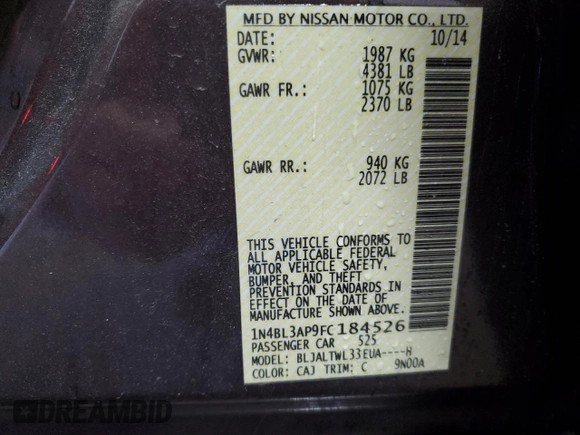 MFD BY NISSAN MOTOR CO., LTD.
DATE: 10/14
GVWR: 1987 KG
4381 LB
GAWR FR.: 1075 KG
2370 LB
GAWR RR.: 940 KG
2072 LB
THIS VEHICLE CONFORMS TO
ALL APPLICABLE FEDERAL
MOTOR VEHICLE SAFETY,
BUMPER, AND THEFT
PREVENTION STANDARDS IN
EFFECT ON THE DATE OF
MANUFACTURE SHOWN ABOVE.
1N4BL3AP9FC184526
PASSENGER CAR 525
MODEL: BLJALTWL33EUA----H
COLOR: CAJ TRIM: C 9N00A
DREAMBID